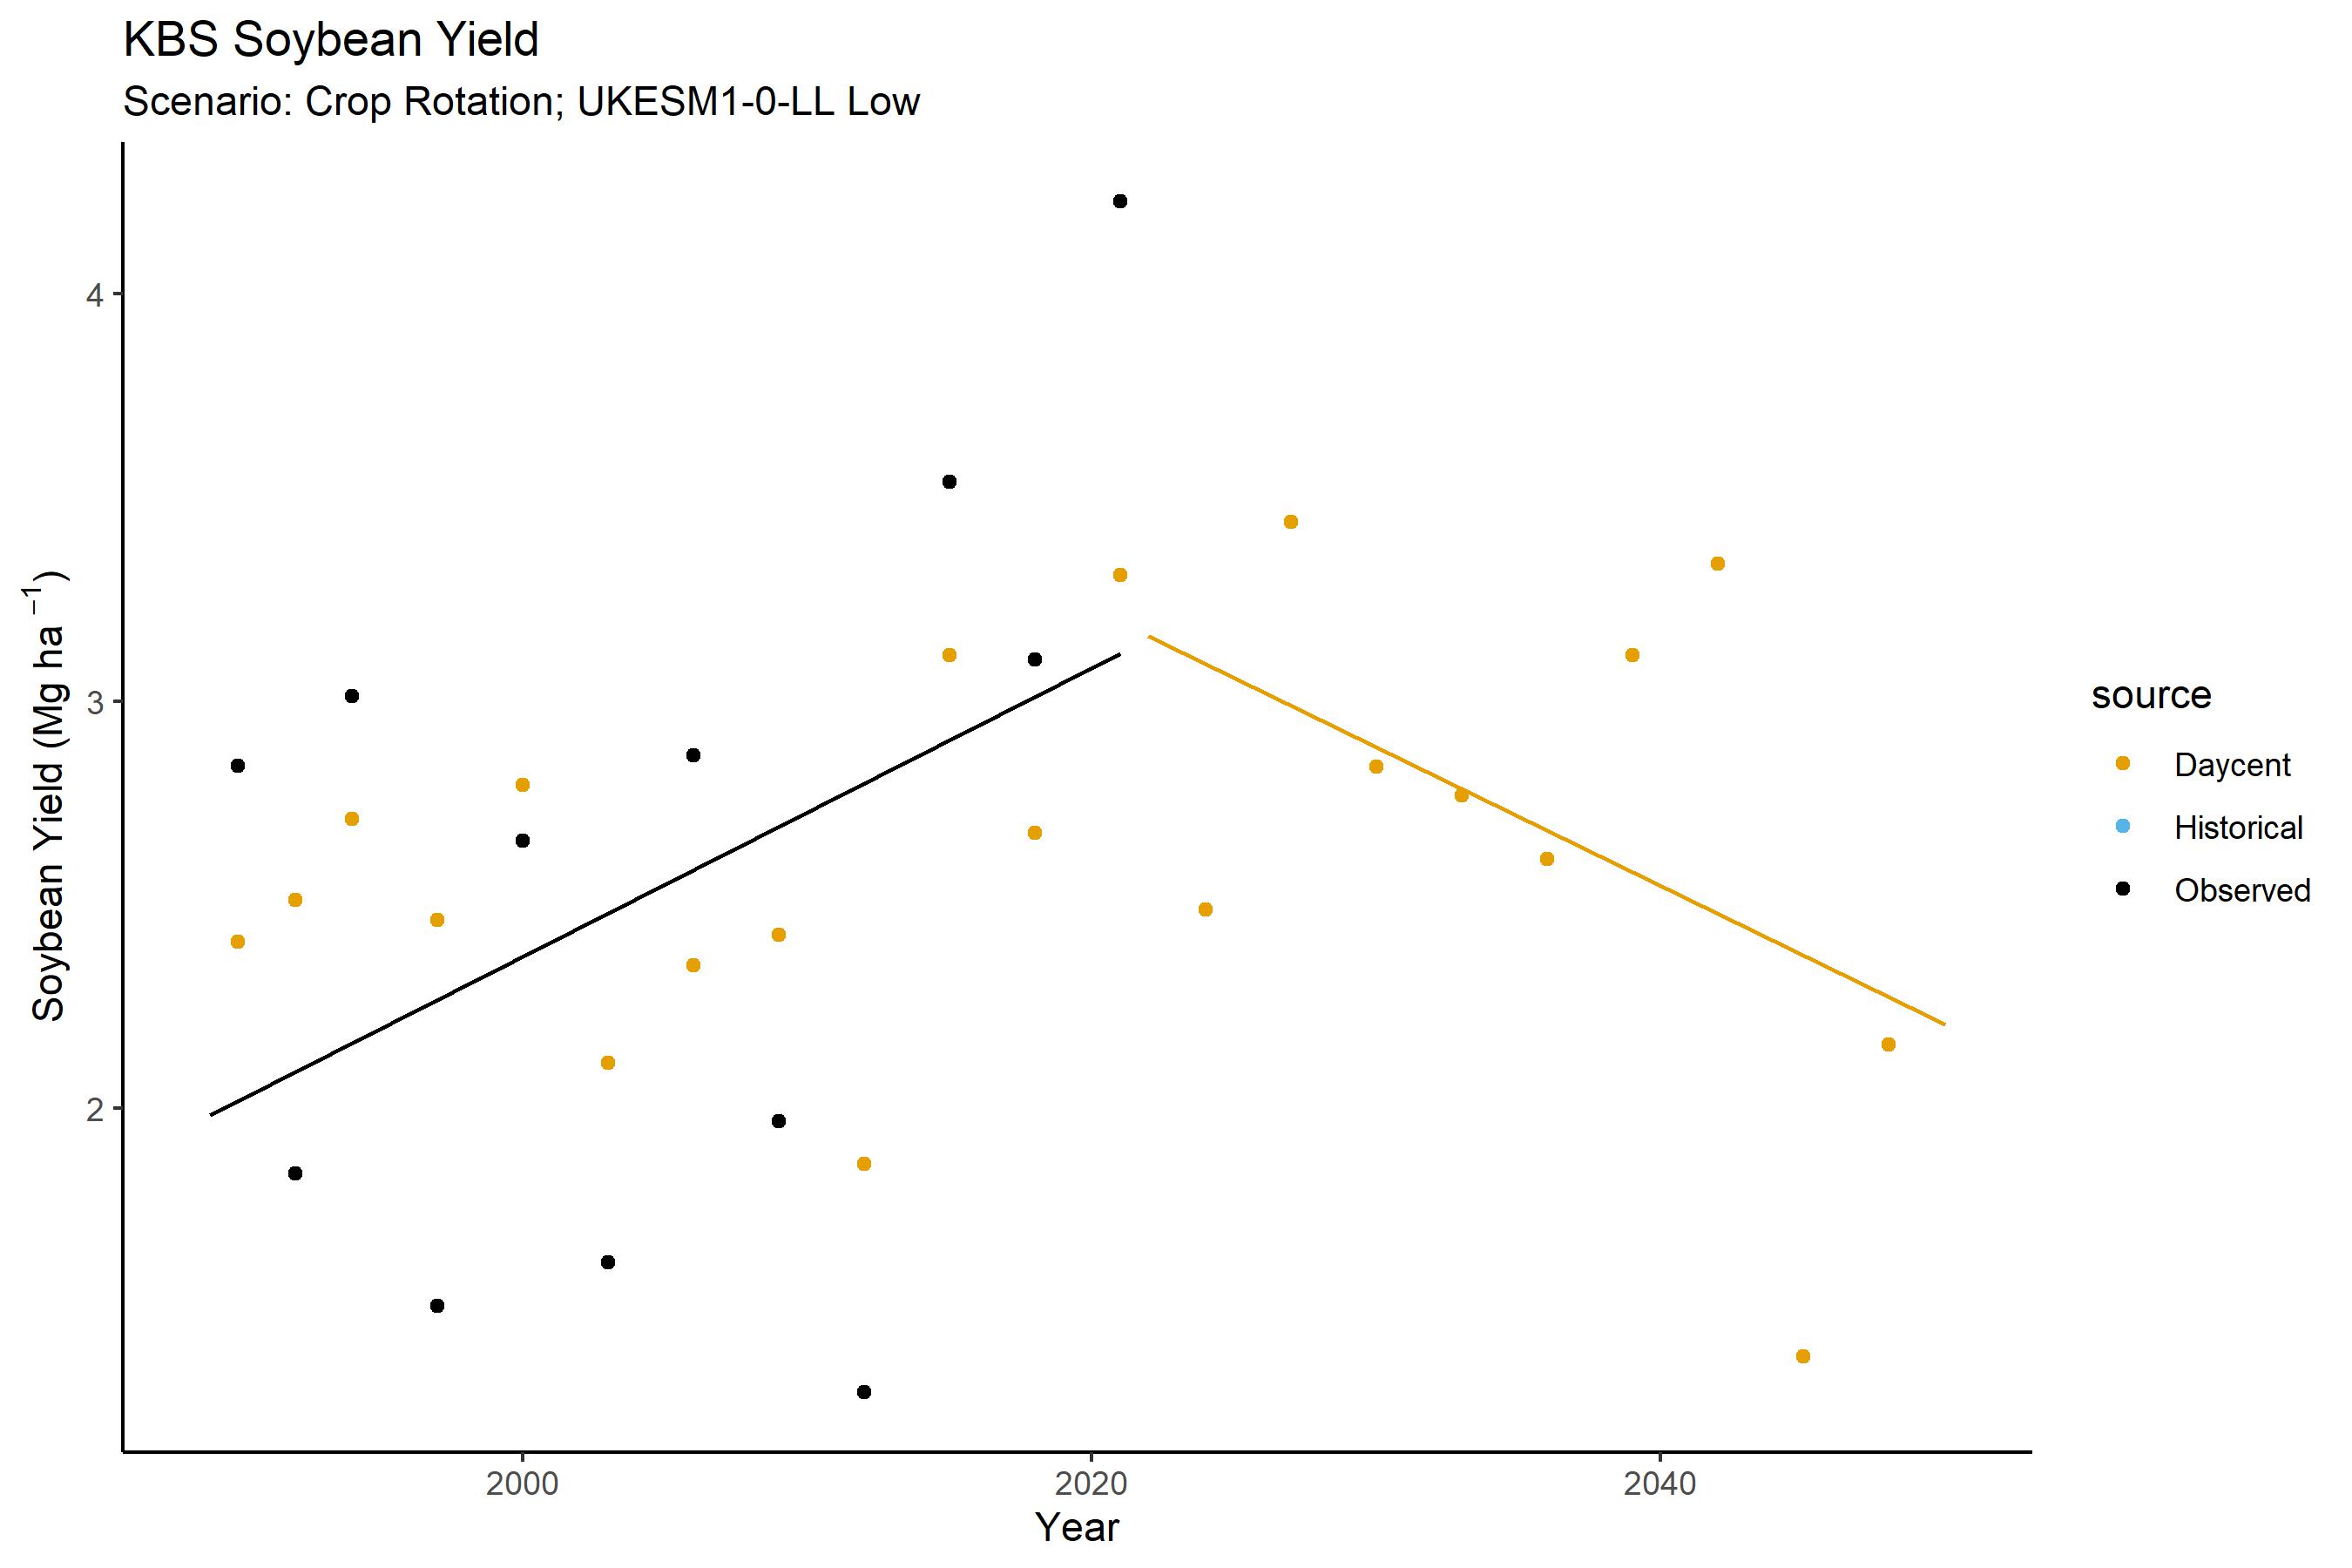 KBS Soybean Yield
Scenario: Crop Rotation; UKESM1-0-LL Low
Soybean Yield (Mg ha ⁻¹)
4
3
2
2000
2020
2040
Year
source
Daycent
Historical
Observed